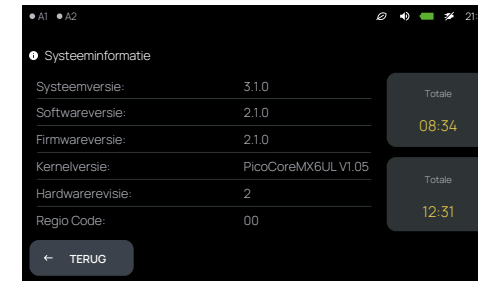 A1 A2 21:
Systeeminformatie
Systeemversie: 3.1.0
Softwareversie: 2.1.0
Firmwareversie: 2.1.0
Kernelversie: PicoCoreMX6UL V1.05
Hardwarerevisie: 2
Regio Code: 00
Totale
08:34
Totale
12:31
← TERUG